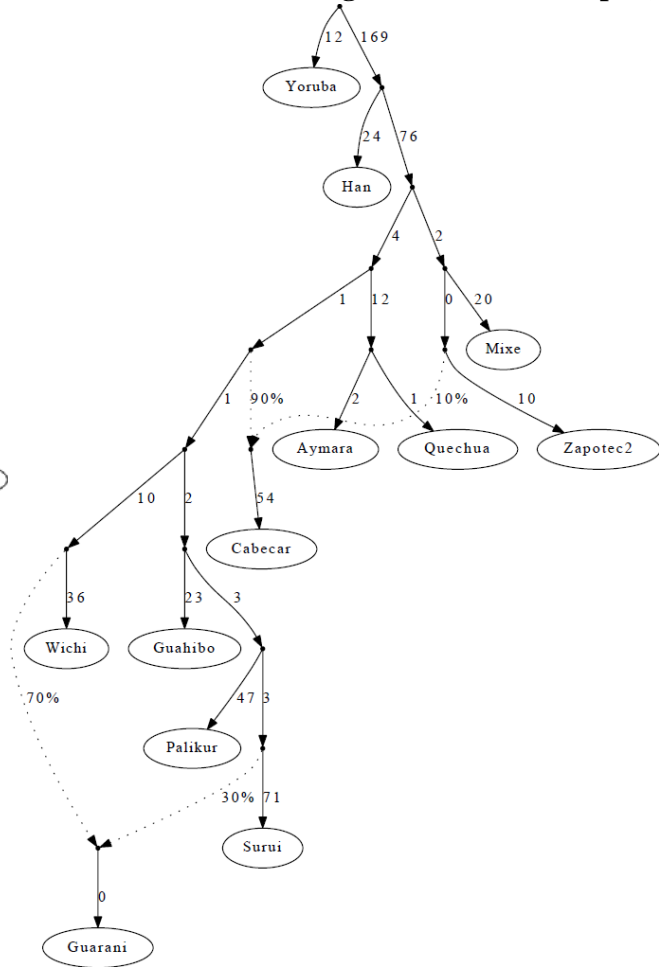 12 169
Yoruba
24 76
Han
4 2
1 12 0 20
Mixe
1 90% 2 1 10% 10
Aymara Quechua Zapotec2
10 2 54
Cabecar
36 23 3
Wichi Guahibo
70% 47 3
Palikur
30% 71
Surui
0
Guarani